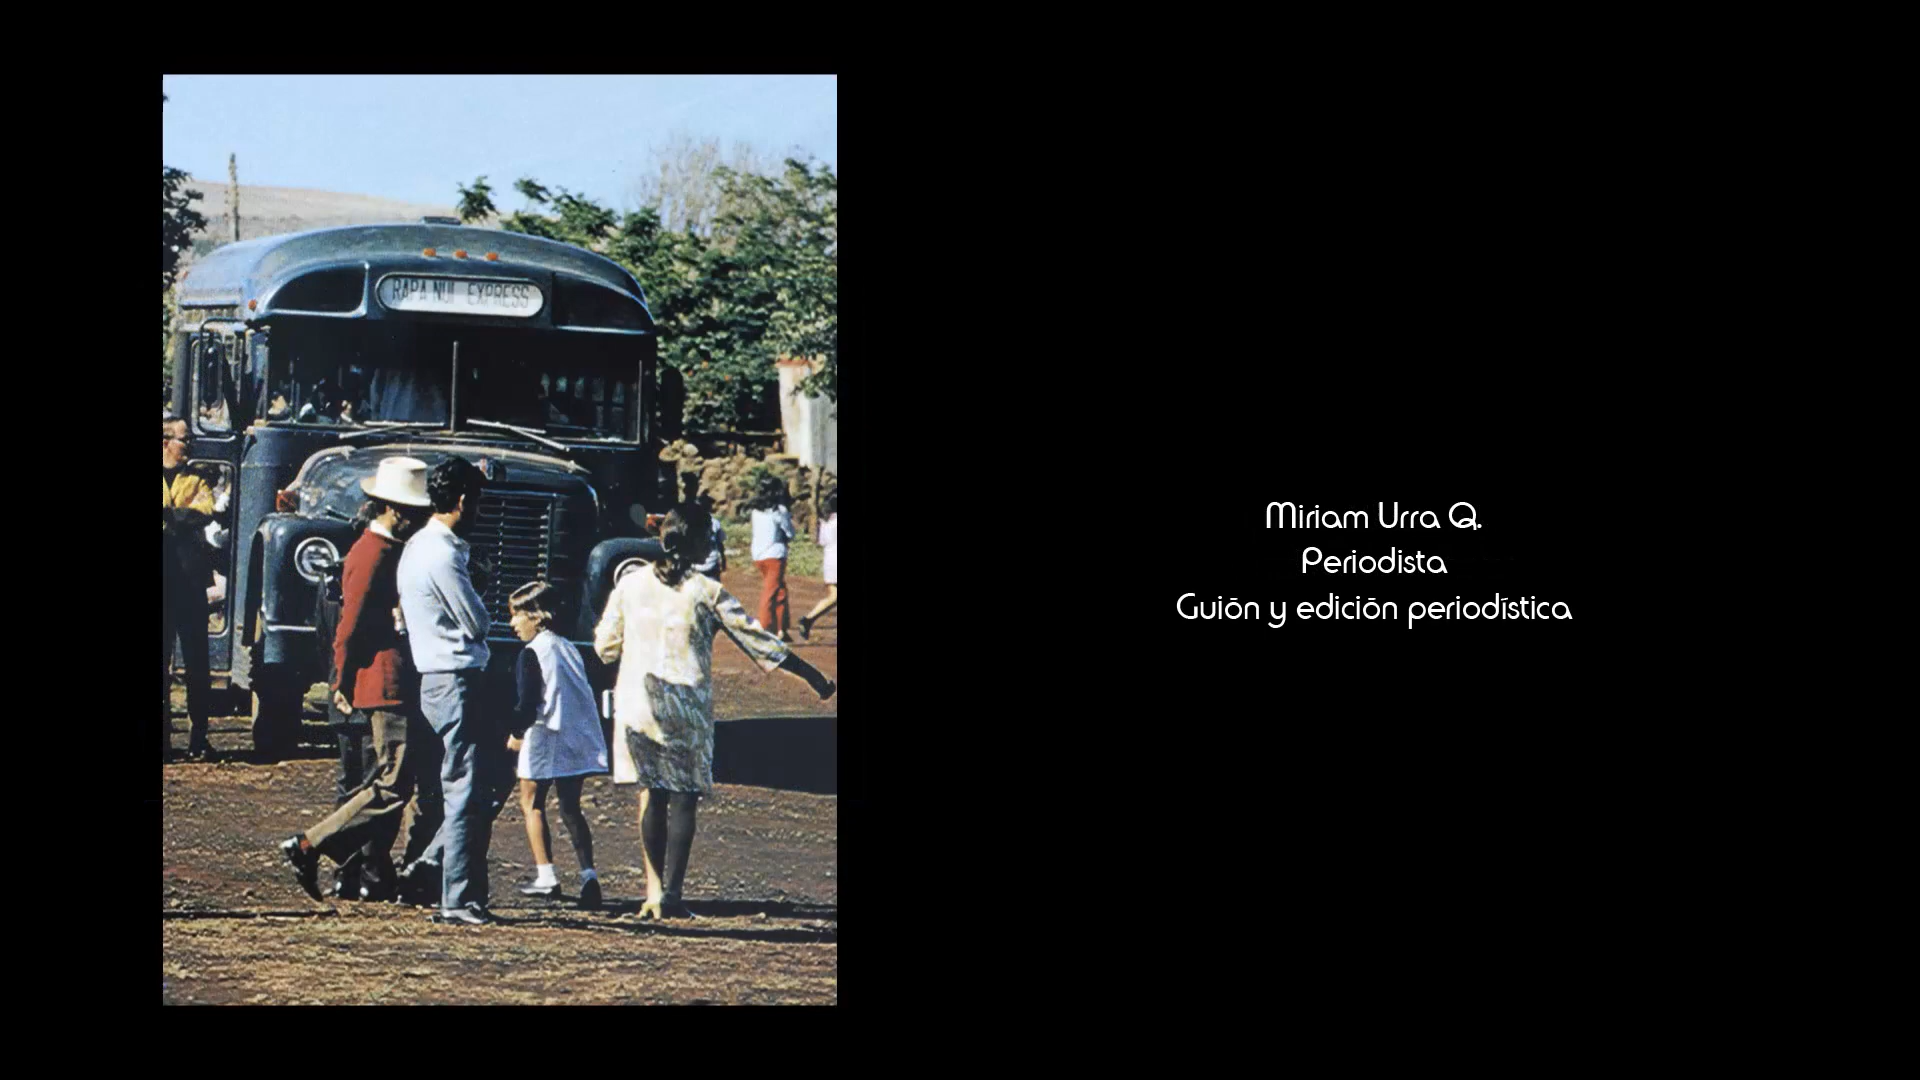 RAPA NUI EXPRESS
Miriam Urra Q.
Periodista
Guión y edición periodística